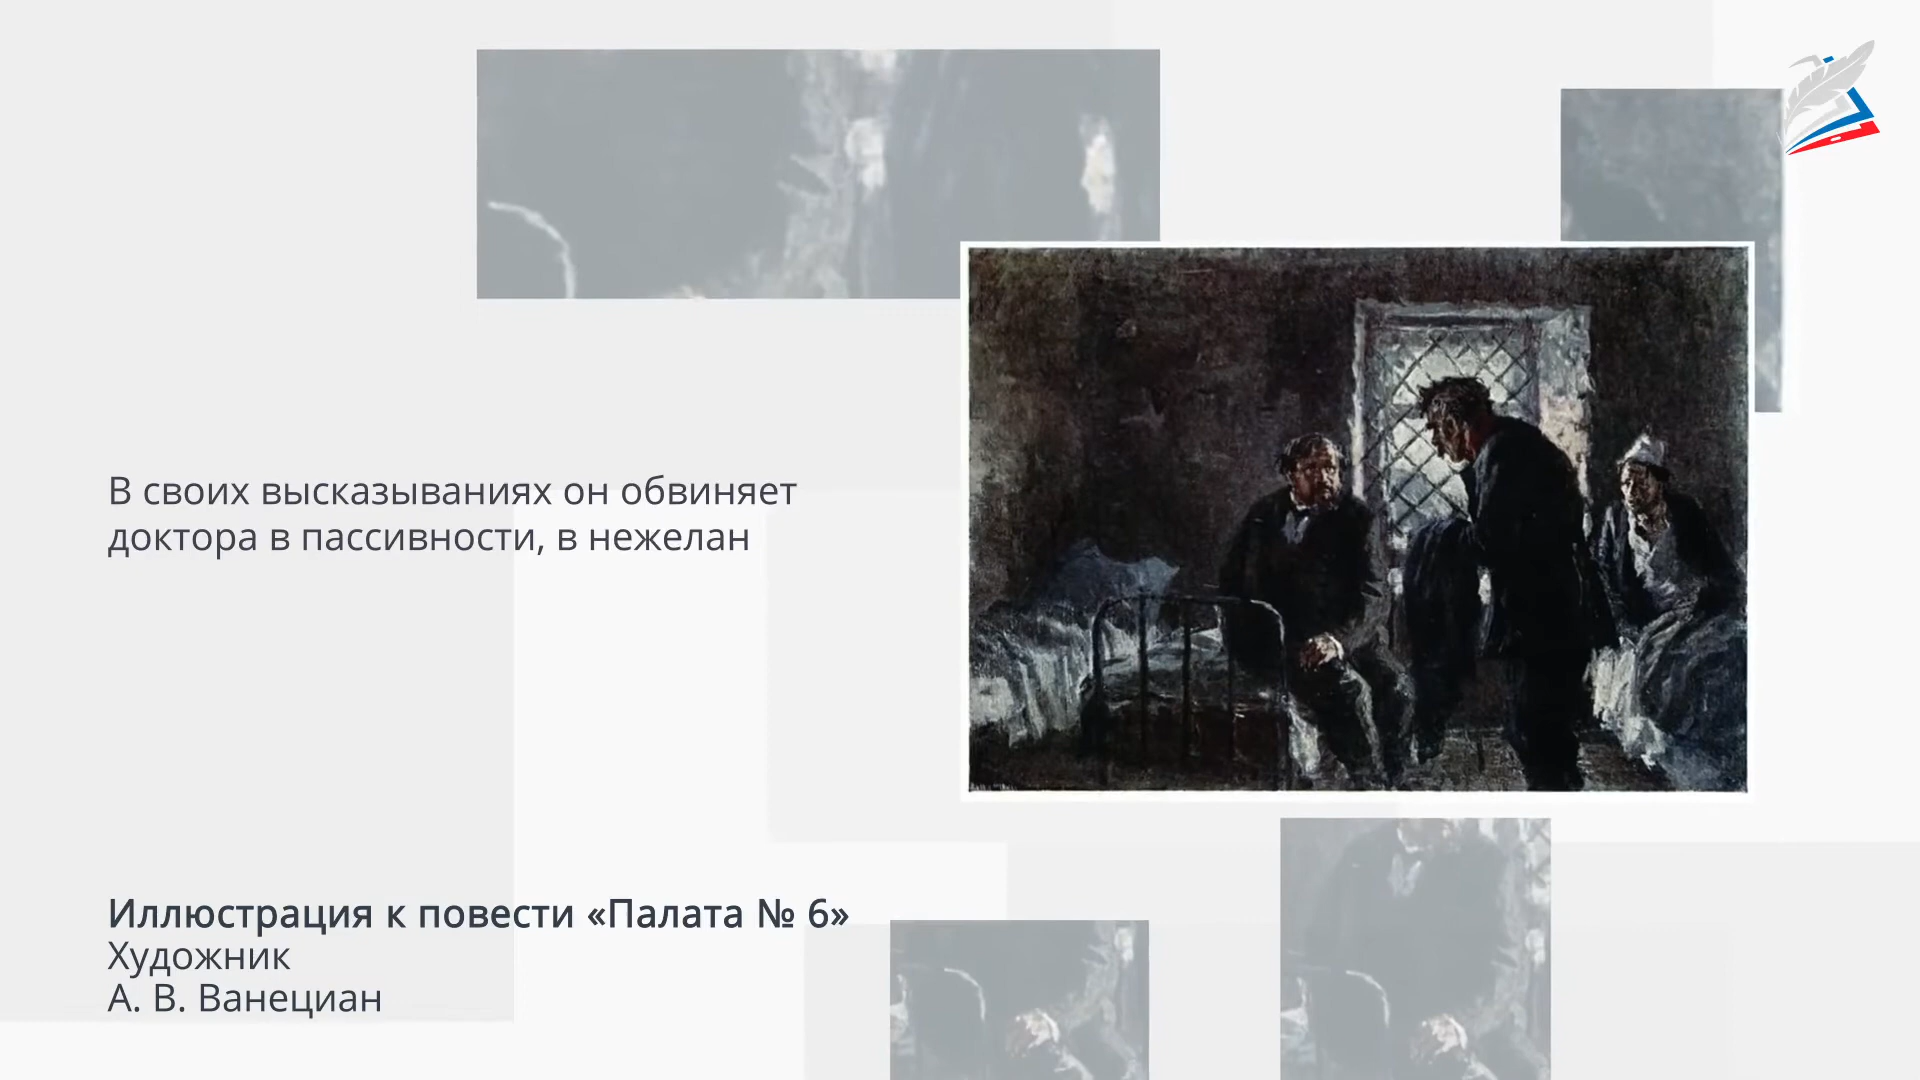 В своих высказываниях он обвиняет
доктора в пассивности, в нежелан
Иллюстрация к повести «Палата № 6»
Художник
А. В. Ванециан